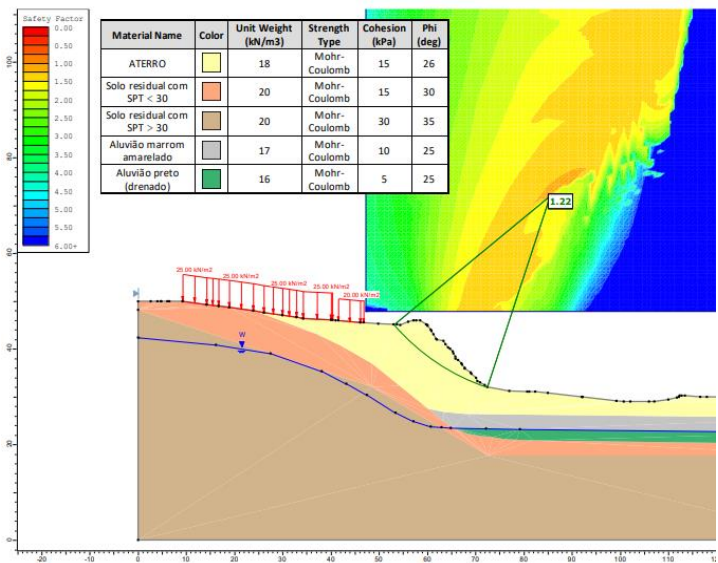 Safety Factor
0.00
0.50
1.00
1.50
2.00
2.50
3.00
3.50
4.00
4.50
5.00
5.50
6.00+
Material Name Color Unit Weight (kN/m3) Strength Type Cohesion (kPa) Phi (deg)
ATERRO 18 Mohr-Coulomb 15 26
Solo residual com SPT < 30 20 Mohr-Coulomb 15 30
Solo residual com SPT > 30 20 Mohr-Coulomb 30 35
Aluvião marrom amarelado 17 Mohr-Coulomb 10 25
Aluvião preto (drenado) 16 Mohr-Coulomb 5 25
1.22
25.00 kN/m2
25.00 kN/m2
25.00 kN/m2
25.00 kN/m2
20.00 kN/m2
W
100
80
60
40
20
0
-20 -10 0 10 20 30 40 50 60 70 80 90 100 110 120